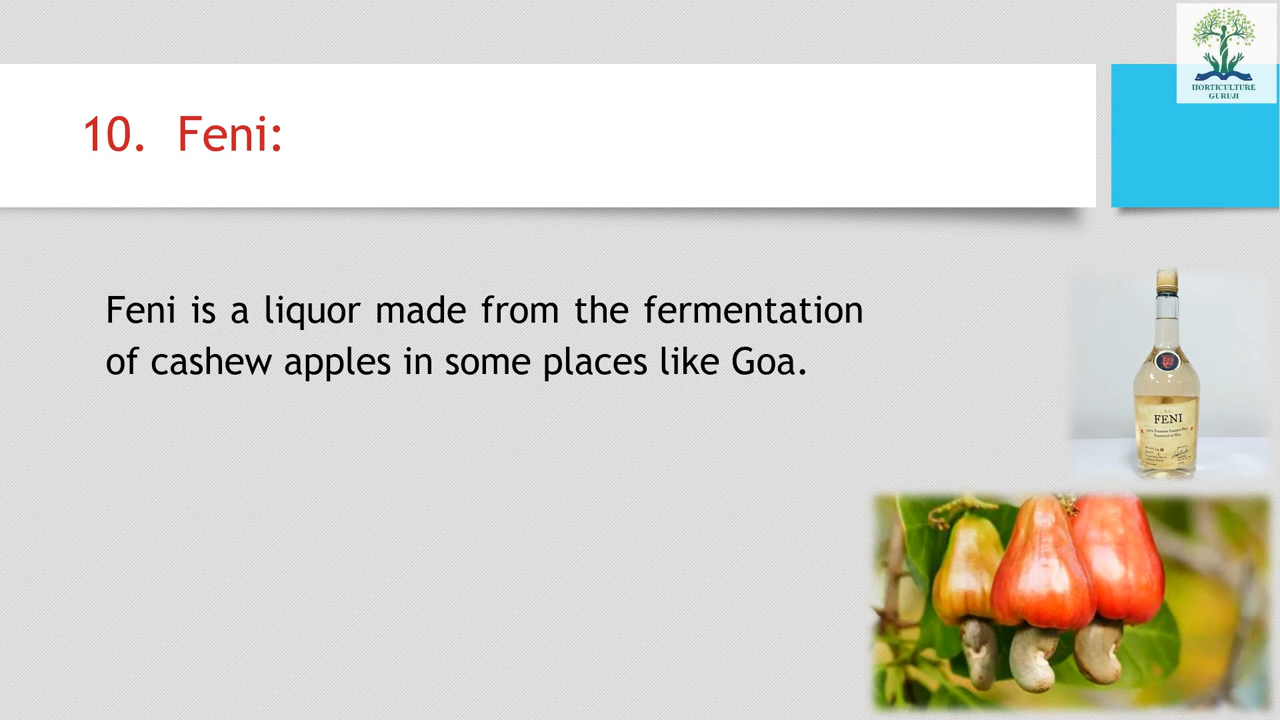 HORTICULTURE
GURUJI
10. Feni:
Feni is a liquor made from the fermentation
of cashew apples in some places like Goa.
FENI